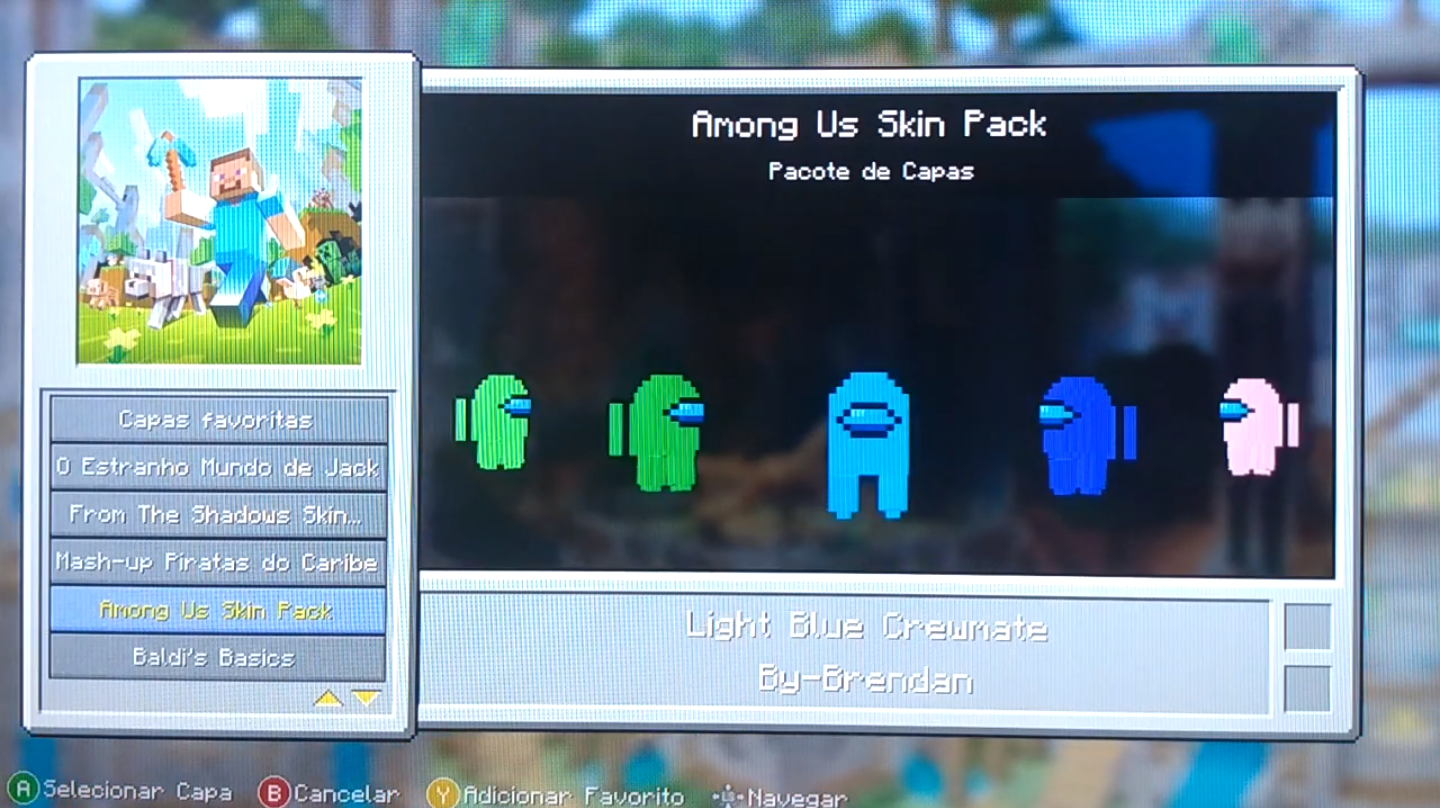 Among Us Skin Pack
Pacote de Capas
Capas favoritas
O Estranho Mundo de Jack
From The Shadows Skin...
Mash-up Piratas do Caribe
Among Us Skin Pack
Baldi's Basics
Light Blue Crewmate
By-Brendan
A Selecionar Capa B Cancelar Y Adicionar Favorito Navegar